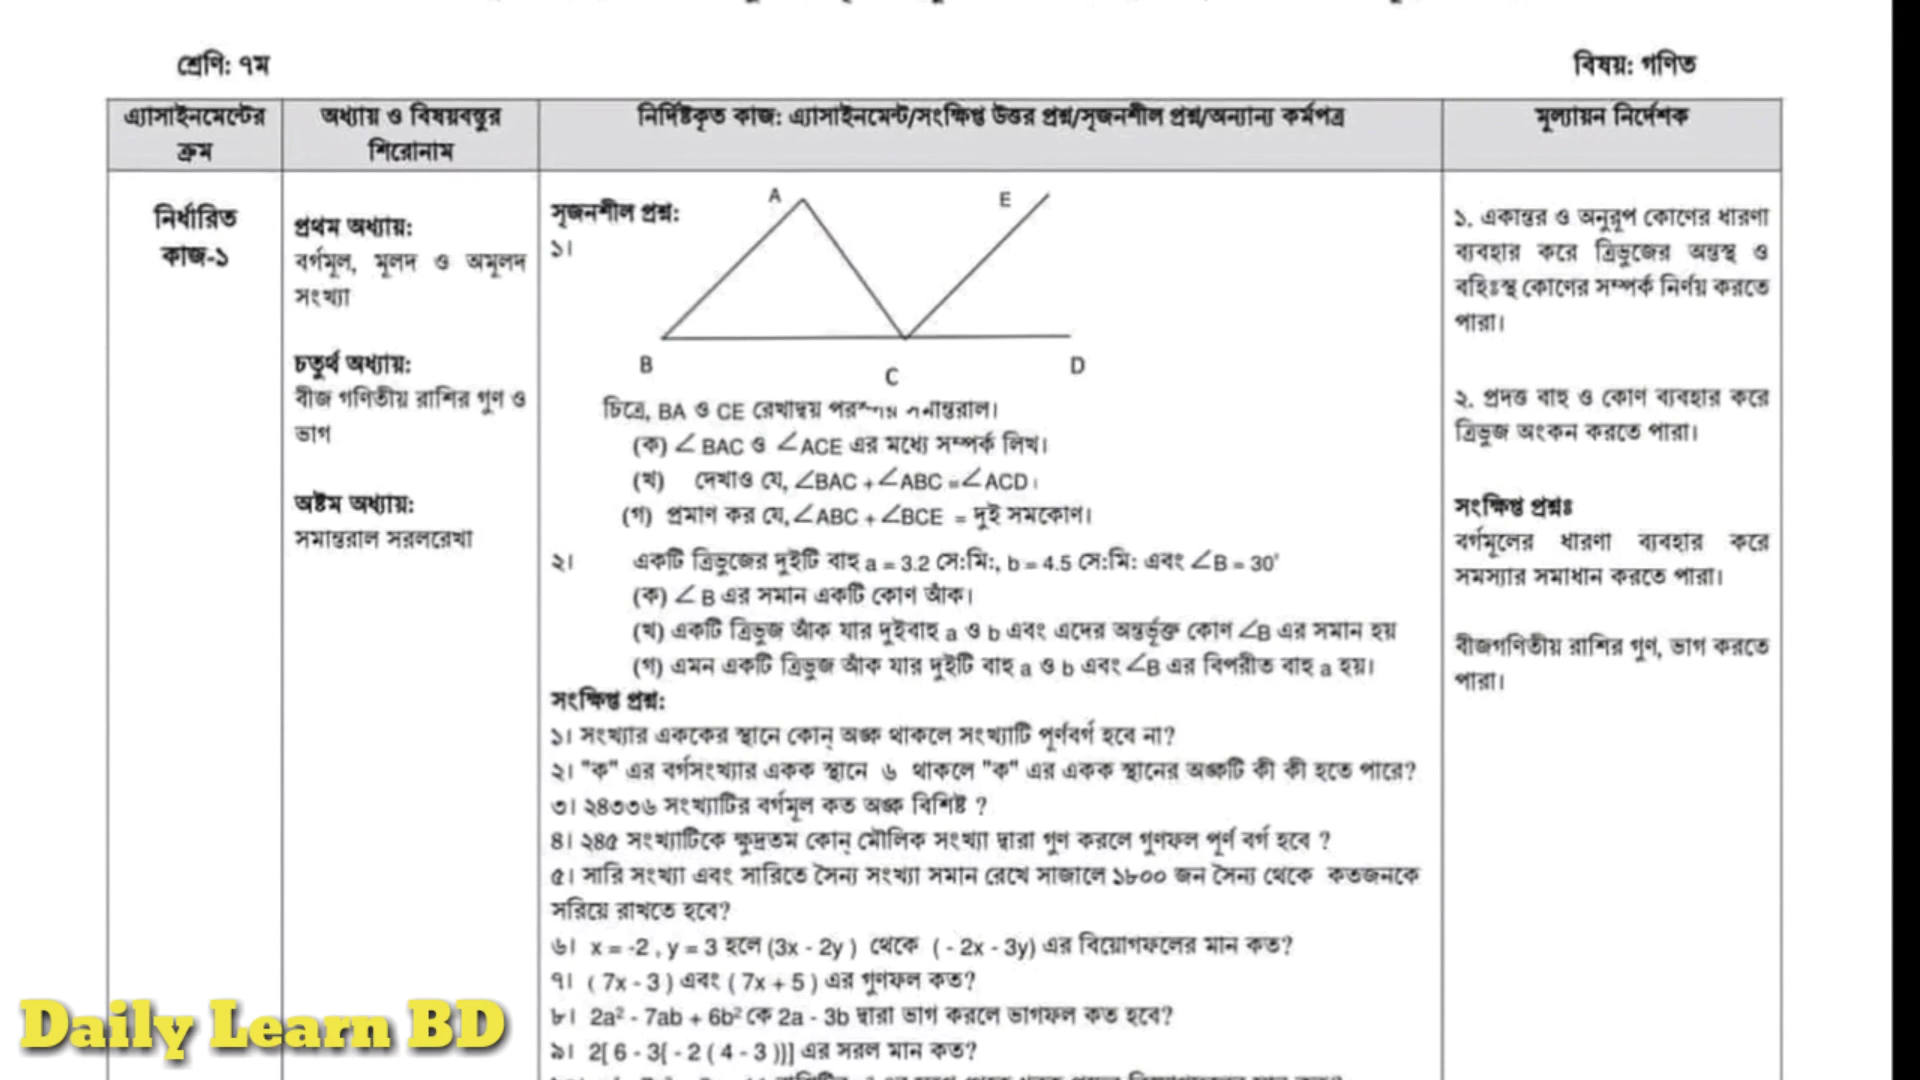 শ্রেণি: ৭ম
বিষয়: গণিত
এ্যাসাইনমেন্টের ক্রম
অধ্যায় ও বিষয়বস্তুর শিরোনাম
নির্দিষ্টকৃত কাজ: এ্যাসাইনমেন্ট/সংক্ষিপ্ত উত্তর প্রশ্ন/সৃজনশীল প্রশ্ন/অন্যান্য কর্মপত্র
মূল্যায়ন নির্দেশক
নির্ধারিত
কাজ-১
প্রথম অধ্যায়:
বর্গমূল, মূলদ ও অমূলদ
সংখ্যা
চতুর্থ অধ্যায়:
বীজ গণিতীয় রাশির গুণ ও
ভাগ
অষ্টম অধ্যায়:
সমান্তরাল সরলরেখা
সৃজনশীল প্রশ্ন:
১।
A
E
B
C
D
চিত্রে, BA ও CE রেখাদ্বয়
(ক) ∠ BAC ও ∠ACE এর মধ্যে সম্পর্ক লিখ।
(খ) দেখাও যে, ∠BAC + ∠ABC = ∠ACD।
(গ) প্রমাণ কর যে, ∠ABC + ∠BCE = দুই সমকোণ।
২। একটি ত্রিভুজের দুইটি বাহু a = 3.2 সে:মি:, b = 4.5 সে:মি: এবং ∠B = 30°
(ক) ∠ B এর সমান একটি কোণ আঁক।
(খ) একটি ত্রিভুজ আঁক যার দুইবাহু a ও b এবং এদের অন্তর্ভূক্ত কোণ ∠B এর সমান হয়
(গ) এমন একটি ত্রিভুজ আঁক যার দুইটি বাহু a ও b এবং ∠B এর বিপরীত বাহু a হয়।
সংক্ষিপ্ত প্রশ্ন:
১। সংখ্যার এককের স্থানে কোন্ অঙ্ক থাকলে সংখ্যাটি পূর্ণবর্গ হবে না?
২। "ক" এর বর্গসংখ্যার একক স্থানে ৬ থাকলে "ক" এর একক স্থানের অঙ্কটি কী কী হতে পারে?
৩। ২৪৩৩৬ সংখ্যাটির বর্গমূল কত অঙ্ক বিশিষ্ট ?
৪। ২৪৫ সংখ্যাটিকে ক্ষুদ্রতম কোন্ মৌলিক সংখ্যা দ্বারা গুণ করলে গুণফল পূর্ণ বর্গ হবে ?
৫। সারি সংখ্যা এবং সারিতে সৈন্য সংখ্যা সমান রেখে সাজালে ১৮০০ জন সৈন্য থেকে কতজনকে
সরিয়ে রাখতে হবে?
৬। x = -2 , y = 3 হলে (3x - 2y ) থেকে ( - 2x - 3y) এর বিয়োগফলের মান কত?
৭। ( 7x - 3 ) এবং ( 7x + 5 ) এর গুণফল কত?
৮। 2a² - 7ab + 6b² কে 2a - 3b দ্বারা ভাগ করলে ভাগফল কত হবে?
৯। 2[ 6 - 3{ - 2 ( 4 - 3 )}] এর সরল মান কত?
১. একান্তর ও অনুরূপ কোণের ধারণা
ব্যবহার করে ত্রিভুজের অন্তস্থ ও
বহিঃস্থ কোণের সম্পর্ক নির্ণয় করতে
পারা।
২. প্রদত্ত বাহু ও কোণ ব্যবহার করে
ত্রিভুজ অংকন করতে পারা।
সংক্ষিপ্ত প্রশ্নঃ
বর্গমূলের ধারণা ব্যবহার করে
সমস্যার সমাধান করতে পারা।
বীজগণিতীয় রাশির গুণ, ভাগ করতে
পারা।
Daily Learn BD